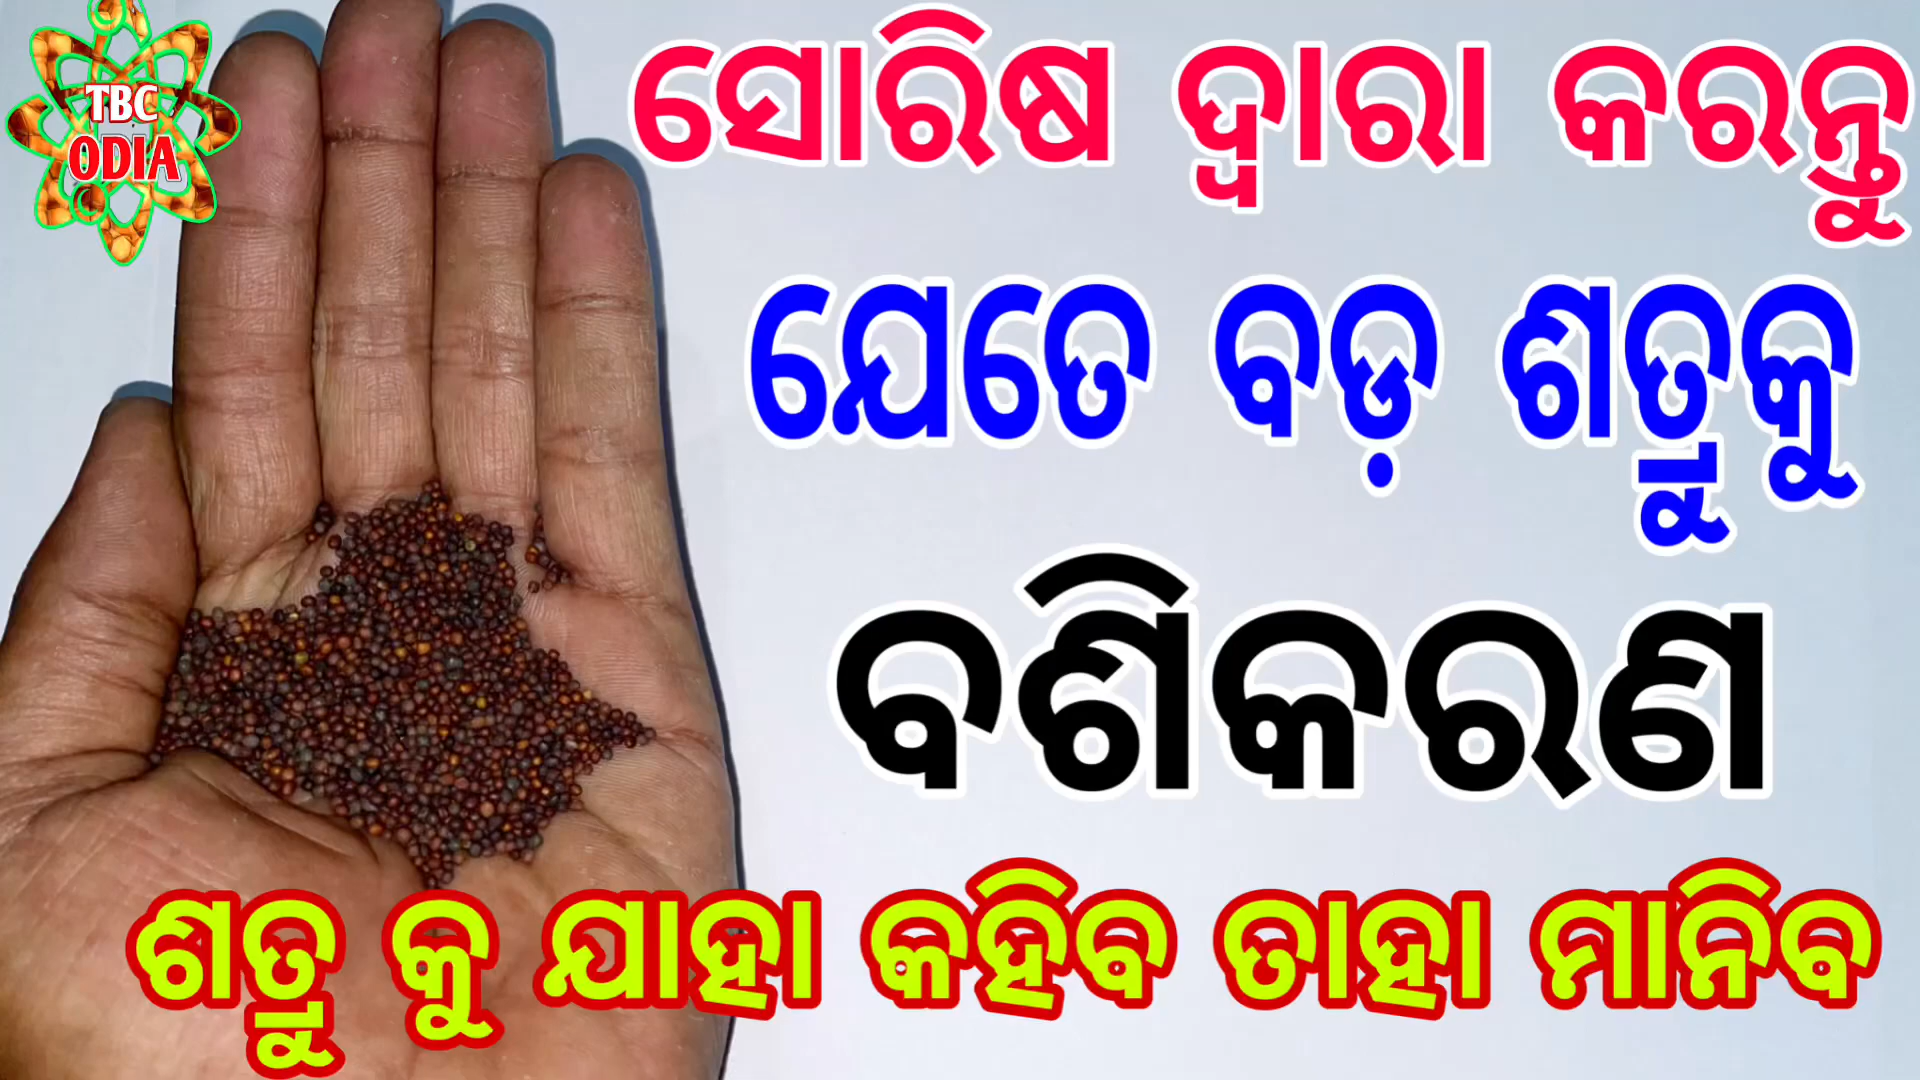 TBC
ODIA
ସୋରିଷ ଦ୍ୱାରା କରନ୍ତୁ
ଯେତେ ବଡ଼ ଶତ୍ରୁକୁ
ବଶିକରଣ
ଶତ୍ରୁ କୁ ଯାହା କହିବ ତାହା ମାନିବ